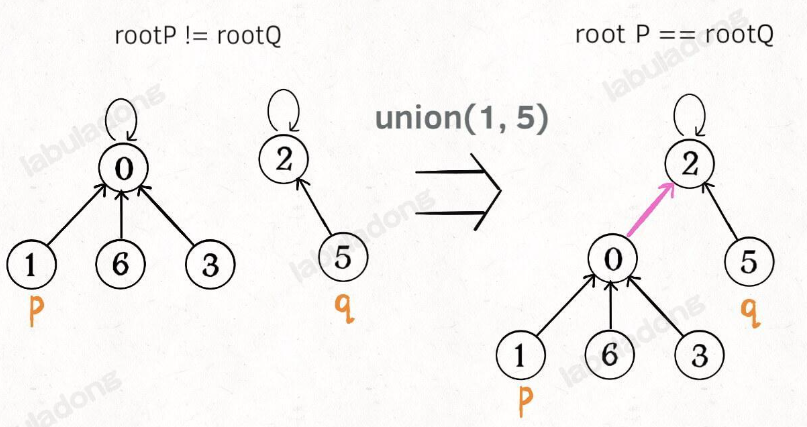 rootP != rootQ
root P == rootQ
union(1, 5)
0
2
1
6
3
5
p
q
2
0
5
1
6
3
q
p
labuladong
labuladong
labuladong
labuladong
labuladong